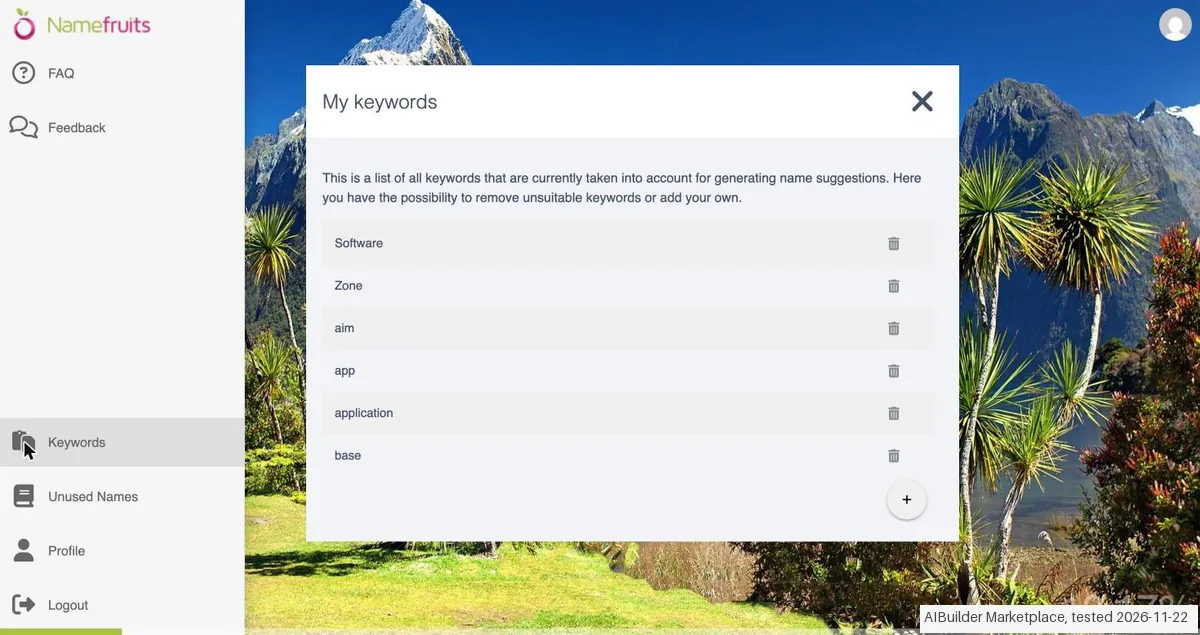 Namefruits
FAQ
Feedback
Keywords
Unused Names
Profile
Logout
My keywords
This is a list of all keywords that are currently taken into account for generating name suggestions. Here
you have the possibility to remove unsuitable keywords or add your own.
Software
Zone
aim
app
application
base
+
AIBuilder Marketplace, tested 2026-11-22